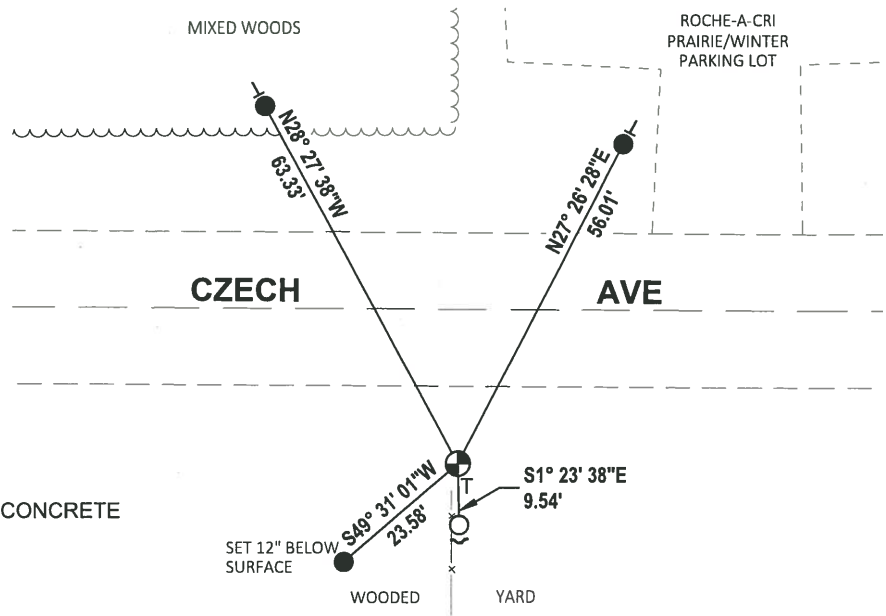 MIXED WOODS
ROCHE-A-CRI
PRAIRIE/WINTER
PARKING LOT
N28° 27' 38"W
63.33'
N27° 26' 28"E
56.01'
CZECH AVE
S49° 31' 01"W
23.58'
T
S1° 23' 38"E
9.54'
CONCRETE
SET 12" BELOW
SURFACE
WOODED
YARD